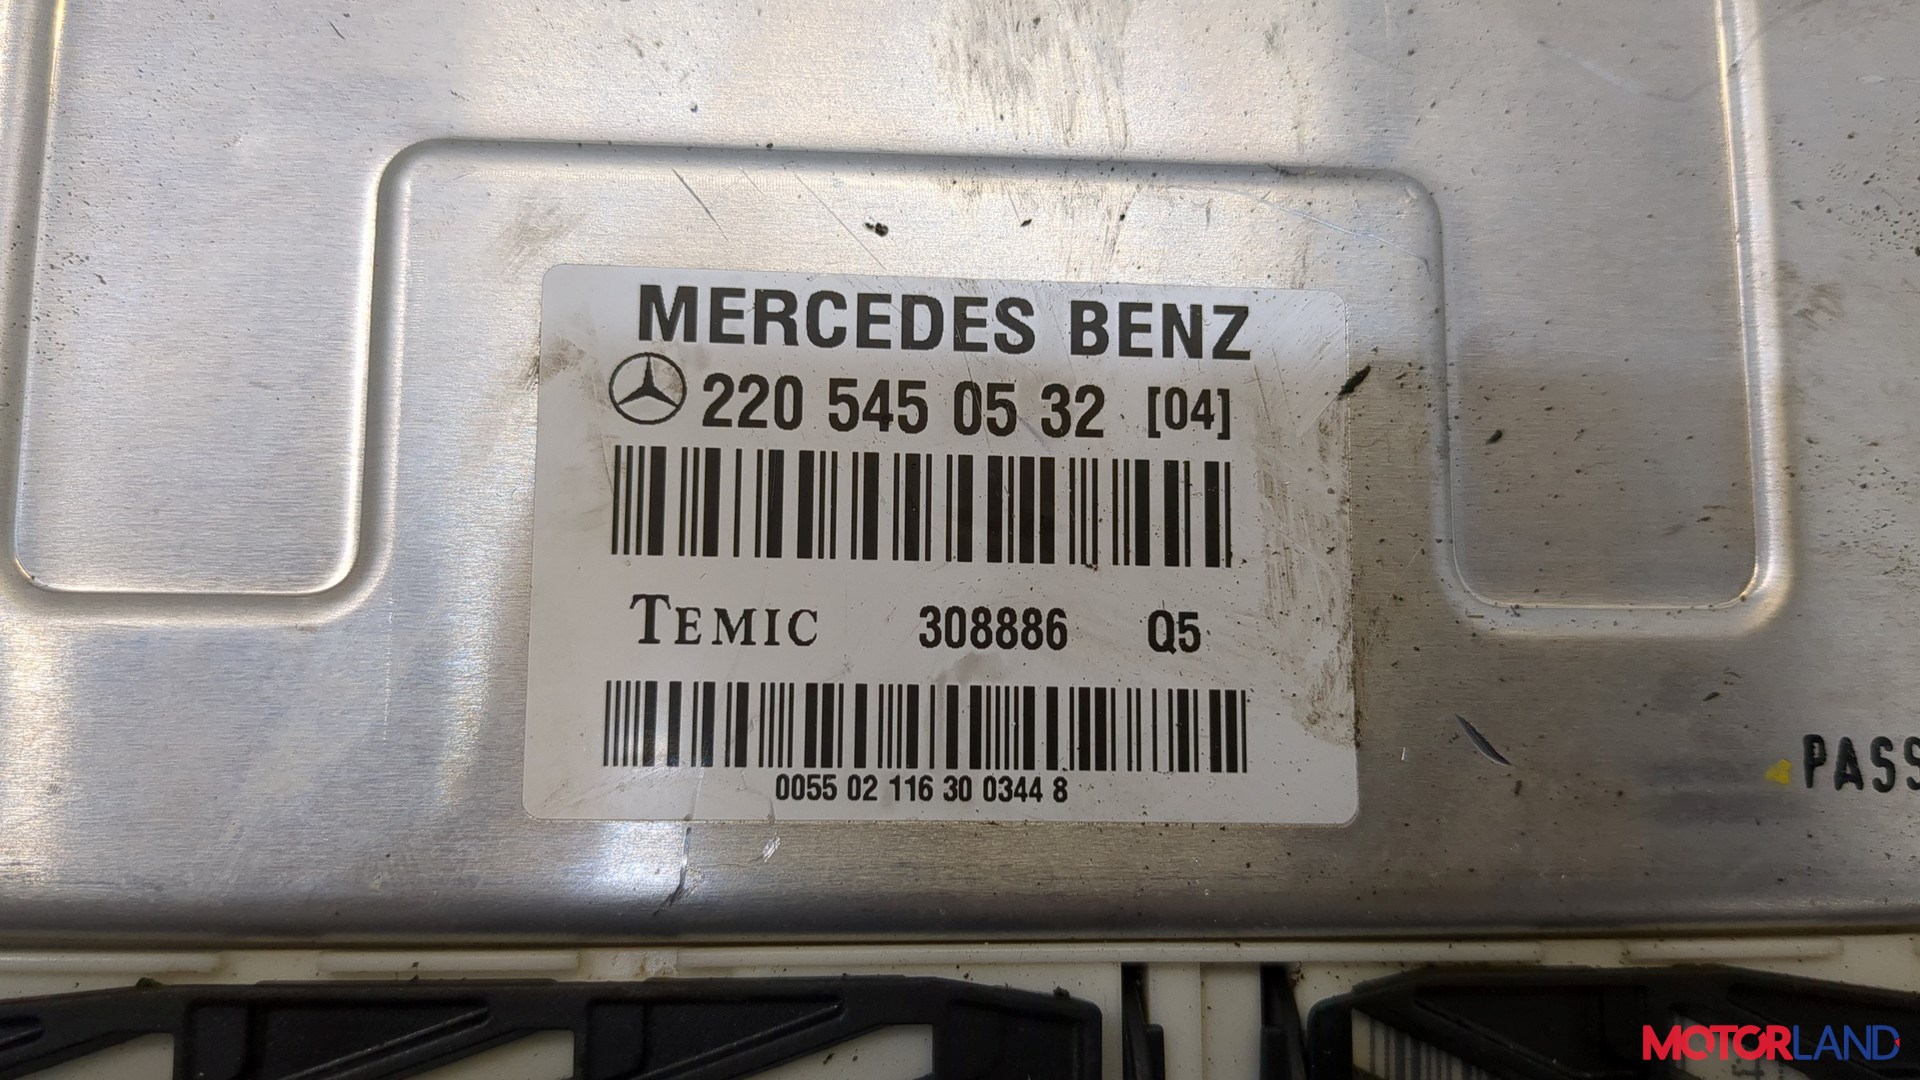 MERCEDES BENZ
220 545 05 32 [04]
TEMIC 308886 Q5
0055 02 116 30 0344 8
PASS
MOTORLAND